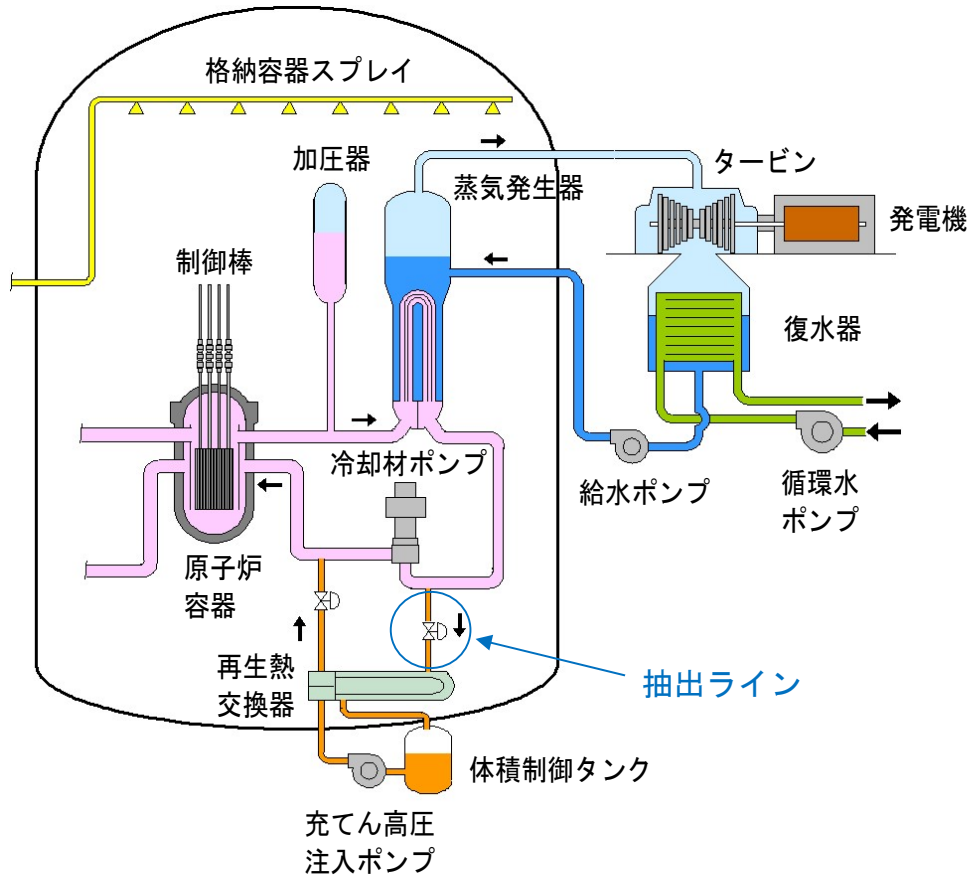 格納容器スプレイ
加圧器
蒸気発生器
タービン
発電機
制御棒
復水器
冷却材ポンプ
給水ポンプ
循環水
ポンプ
原子炉
容器
再生熱
交換器
抽出ライン
体積制御タンク
充てん高圧
注入ポンプ